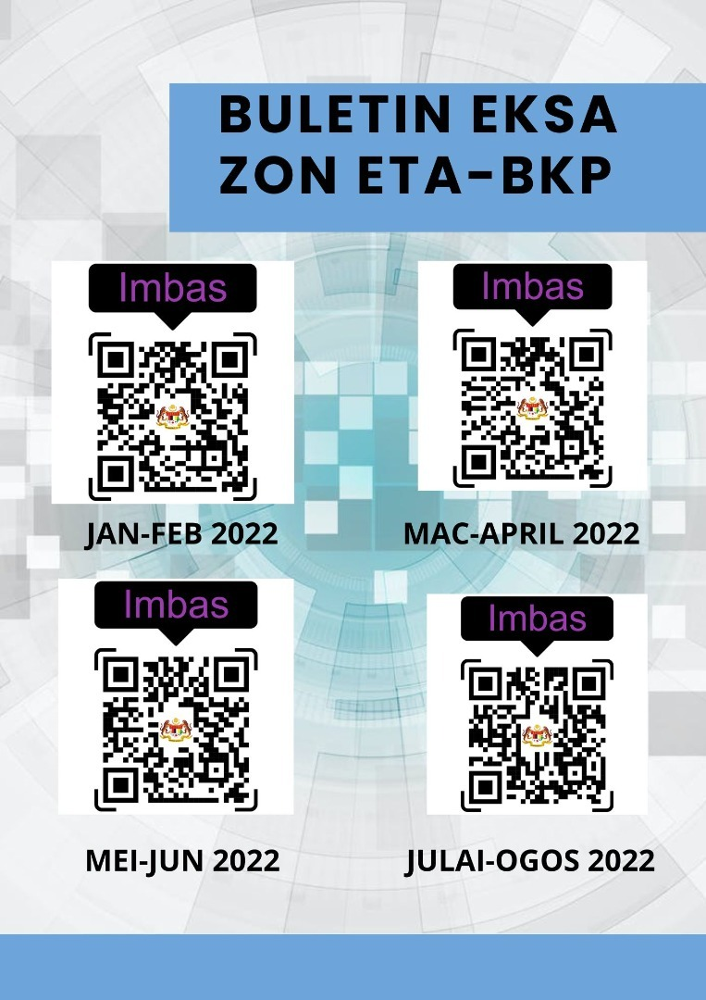 BULETIN EKSA
ZON ETA-BKP
Imbas
Imbas
JAN-FEB 2022
MAC-APRIL 2022
Imbas
Imbas
MEI-JUN 2022
JULAI-OGOS 2022